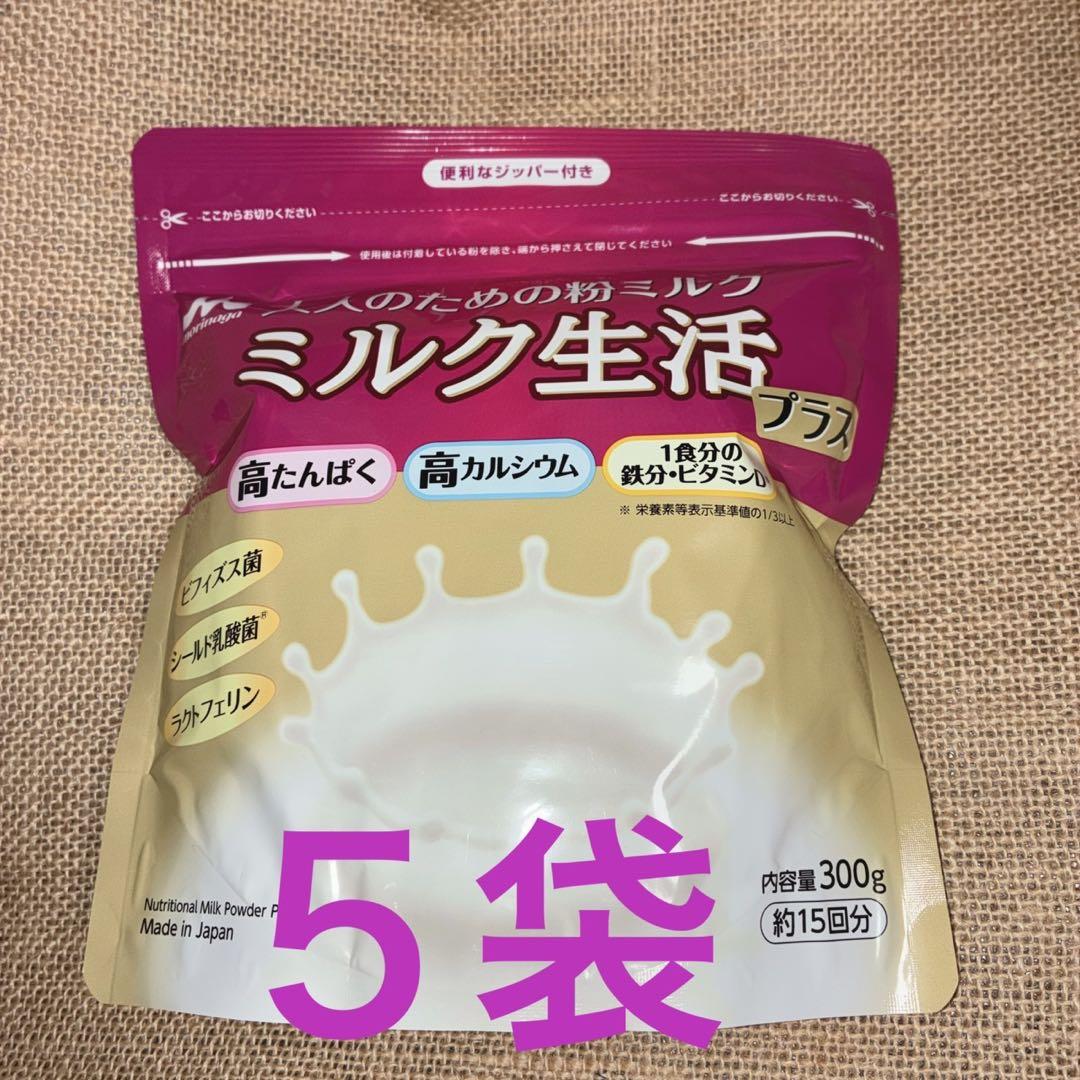 便利なジッパー付き
ここからお切りください
ここからお切りください
使用後は付着している粉を除き、端から押さえて閉じてください
morinaga
大人のための粉ミルク
ミルク生活
プラス
高たんぱく
高カルシウム
1食分の
鉄分・ビタミンD※
※ 栄養素等表示基準値の1/3以上
ビフィズス菌
シールド乳酸菌®
ラクトフェリン
5袋
内容量300g
約15回分
Nutritional Milk Powder
Made in Japan